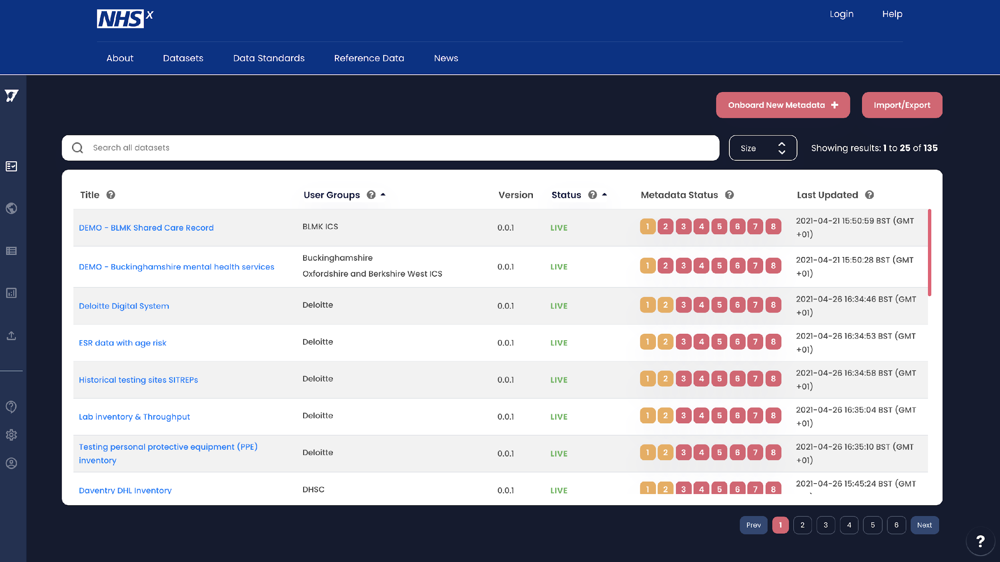 NHS X
Login
Help
About
Datasets
Data Standards
Reference Data
News
Onboard New Metadata +
Import/Export
Search all datasets
Size
Showing results: 1 to 25 of 135
Title ? User Groups ? Version Status ? Metadata Status ? Last Updated ?
DEMO - BLMK Shared Care Record
BLMK ICS
0.0.1
LIVE
1 2 3 4 5 6 7 8
2021-04-21 15:50:59 BST (GMT
+01)
DEMO - Buckinghamshire mental health services
Buckinghamshire
Oxfordshire and Berkshire West ICS
0.0.1
LIVE
1 2 3 4 5 6 7 8
2021-04-21 15:50:28 BST (GMT
+01)
Deloitte Digital System
Deloitte
0.0.1
LIVE
1 2 3 4 5 6 7 8
2021-04-26 16:34:46 BST (GMT
+01)
ESR data with age risk
Deloitte
0.0.1
LIVE
1 2 3 4 5 6 7 8
2021-04-26 16:34:53 BST (GMT
+01)
Historical testing sites SITREPs
Deloitte
0.0.1
LIVE
1 2 3 4 5 6 7 8
2021-04-26 16:34:58 BST (GMT
+01)
Lab inventory & Throughput
Deloitte
0.0.1
LIVE
1 2 3 4 5 6 7 8
2021-04-26 16:35:04 BST (GMT
+01)
Testing personal protective equipment (PPE)
inventory
Deloitte
0.0.1
LIVE
1 2 3 4 5 6 7 8
2021-04-26 16:35:10 BST (GMT
+01)
Daventry DHL Inventory
DHSC
0.0.1
LIVE
1 2 3 4 5 6 7 8
2021-04-26 15:45:24 BST (GMT
Prev 1 2 3 4 5 6 Next
?